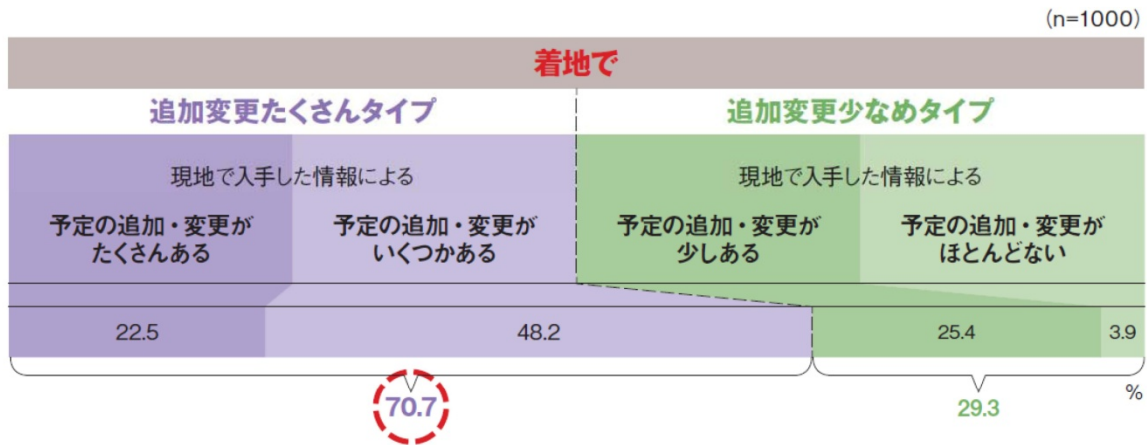 (n=1000)
着地で
追加変更たくさんタイプ
追加変更少なめタイプ
現地で入手した情報による
現地で入手した情報による
予定の追加・変更が
たくさんある
予定の追加・変更が
いくつかある
予定の追加・変更が
少しある
予定の追加・変更が
ほとんどない
22.5
48.2
25.4
3.9
70.7
29.3
%